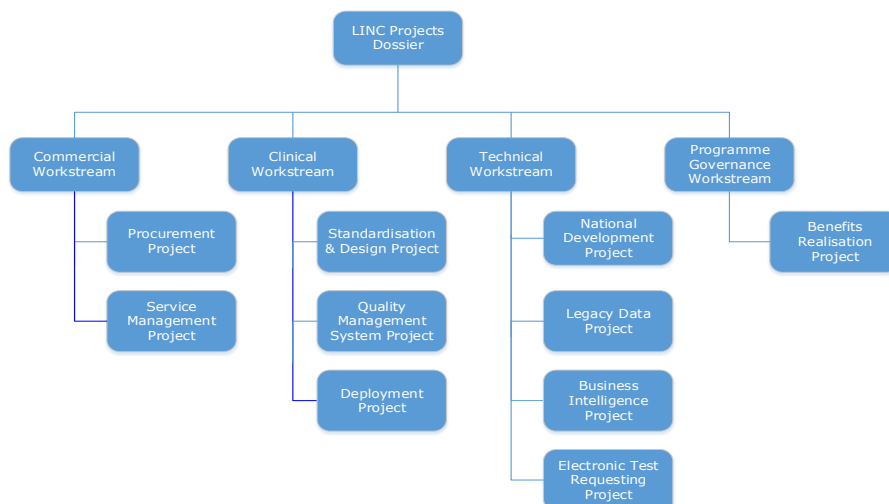 LINC Projects
Dossier
Commercial
Workstream
Clinical
Workstream
Technical
Workstream
Programme
Governance
Workstream
Procurement
Project
Service
Management
Project
Standardisation
& Design Project
Quality
Management
System Project
Deployment
Project
National
Development
Project
Legacy Data
Project
Business
Intelligence
Project
Electronic Test
Requesting
Project
Benefits
Realisation
Project